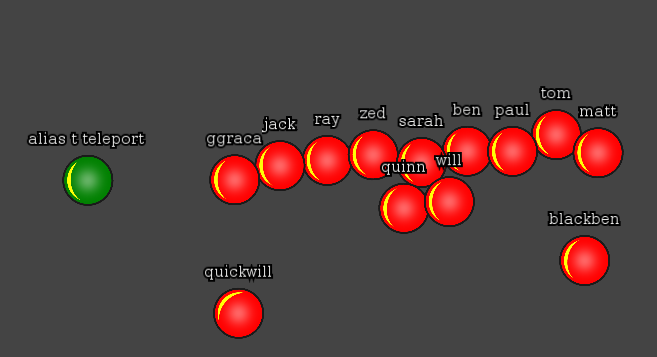 tom
ben
paul
matt
zed
sarah
ray
jack
ggraca
alias t teleport
quinn
will
blackben
quickwill